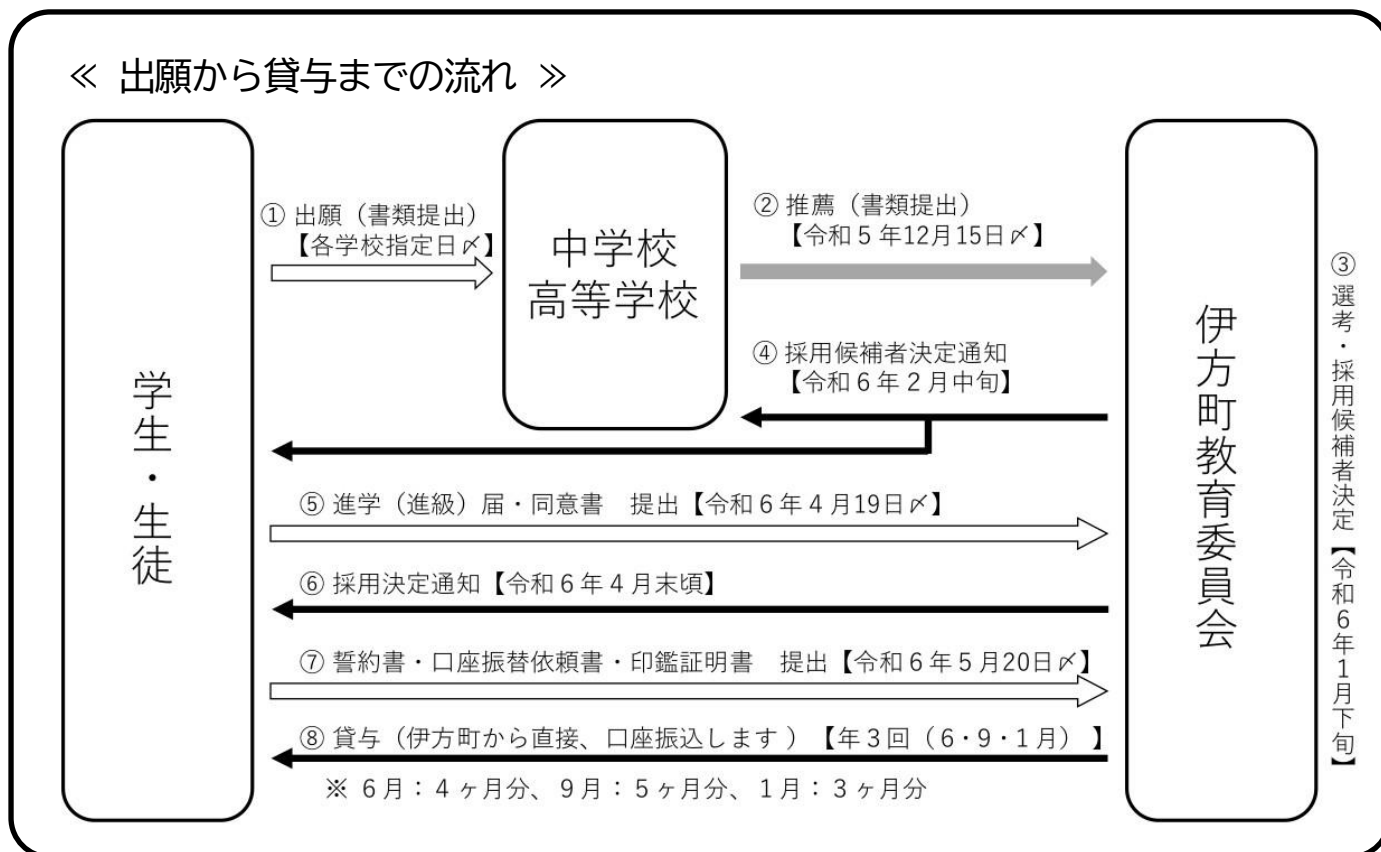 ≪ 出願から貸与までの流れ ≫
学生・生徒
① 出願（書類提出）
【各学校指定日〆】
中学校
高等学校
② 推薦（書類提出）
【令和５年12月15日〆】
伊方町教育委員会
③選考・採用候補者決定【令和６年１月下旬】
④ 採用候補者決定通知
【令和６年２月中旬】
⑤ 進学（進級）届・同意書　提出【令和６年４月19日〆】
⑥ 採用決定通知【令和６年４月末頃】
⑦ 誓約書・口座振替依頼書・印鑑証明書　提出【令和６年５月20日〆】
⑧ 貸与（伊方町から直接、口座振込します ）【年３回（６・９・１月） 】
※ ６月：４ヶ月分、９月：５ヶ月分、１月：３ヶ月分